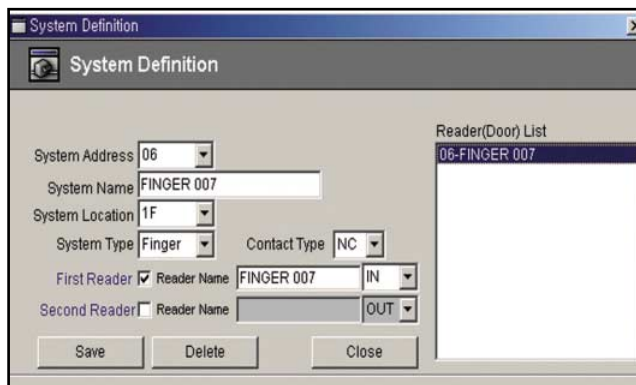 System Definition
System Definition
System Address 06
System Name FINGER 007
System Location 1F
System Type Finger Contact Type NC
First Reader Reader Name FINGER 007 IN
Second Reader Reader Name OUT
Save Delete Close
Reader(Door) List
06-FINGER 007